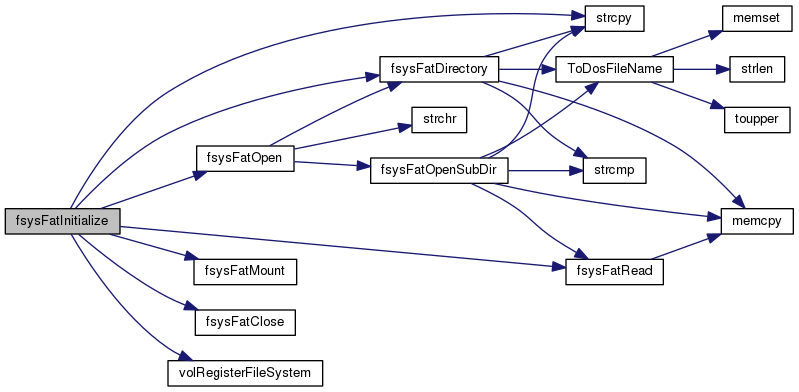 strcpy
memset
fsysFatDirectory
ToDosFileName
strlen
strchr
toupper
fsysFatOpen
fsysFatOpenSubDir
strcmp
fsysFatInitialize
memcpy
fsysFatMount
fsysFatRead
fsysFatClose
volRegisterFileSystem